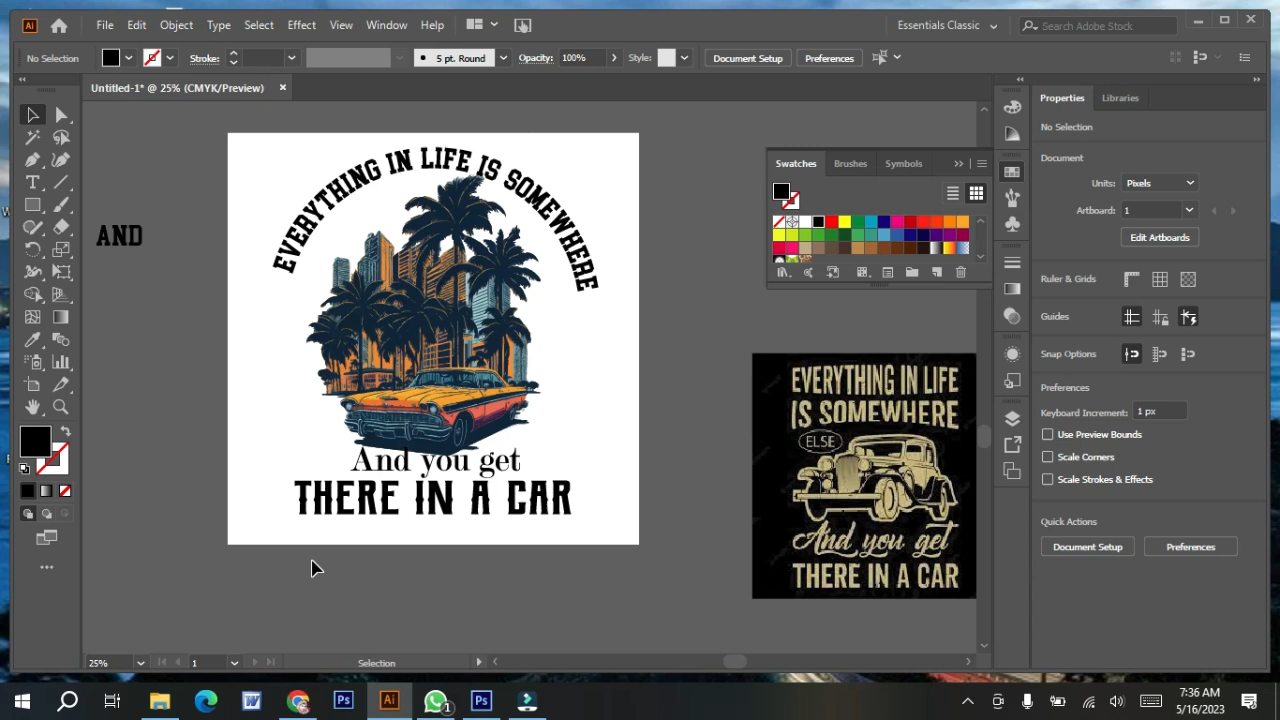 Ai File Edit Object Type Select Effect View Window Help Essentials Classic Search Adobe Stock
No Selection Stroke: 5 pt. Round Opacity: 100% Style: Document Setup Preferences
Untitled-1* @ 25% (CMYK/Preview)
Properties Libraries
No Selection
Document
Units: Pixels
Artboard: 1
Edit Artboards
Ruler & Grids
Guides
Snap Options
Preferences
Keyboard Increment: 1 px
Use Preview Bounds
Scale Corners
Scale Strokes & Effects
Quick Actions
Document Setup Preferences
Swatches Brushes Symbols
AND
EVERYTHING IN LIFE IS SOMEWHERE
And you get
THERE IN A CAR
EVERYTHING IN LIFE
IS SOMEWHERE
ELSE
And you get
THERE IN A CAR
25% 1 Selection
W Ps Ai 1 Ps
7:36 AM
5/16/2023